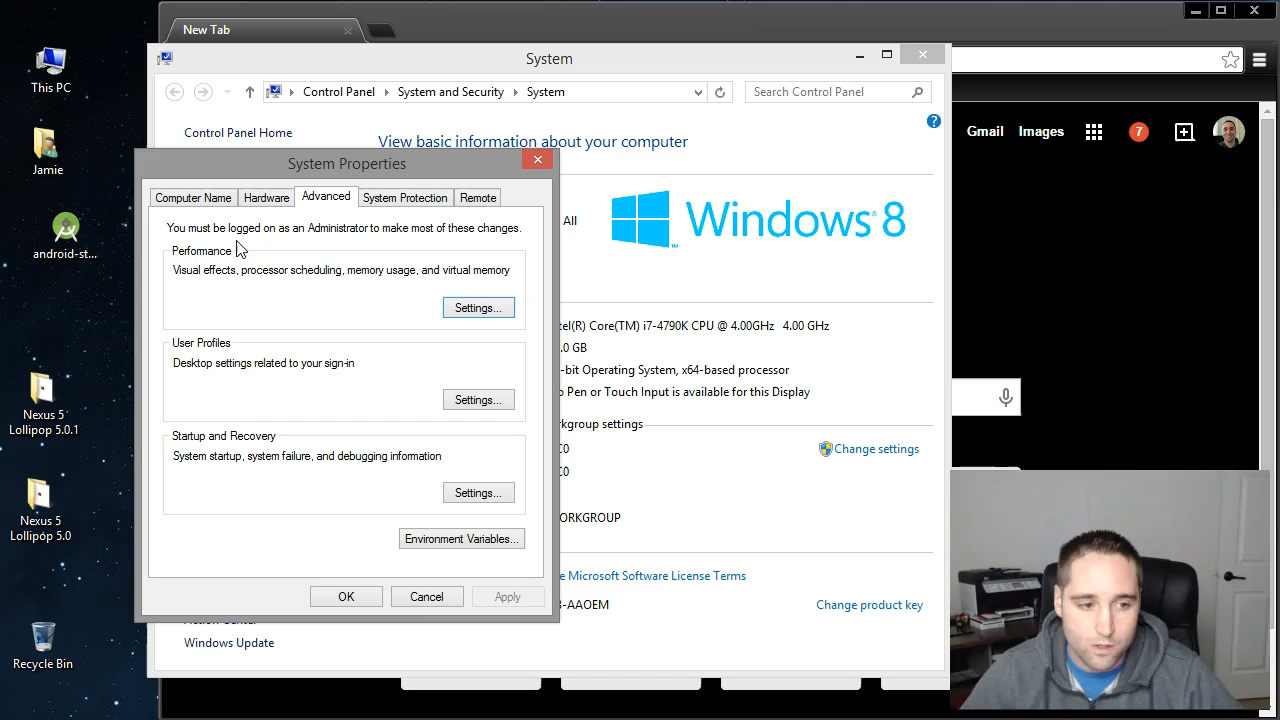 New Tab
This PC
Jamie
android-st...
Nexus 5
Lollipop 5.0.1
Nexus 5
Lollipop 5.0
Recycle Bin
System
Control Panel
System and Security
System
Search Control Panel
Control Panel Home
View basic information about your computer
Gmail
Images
7
System Properties
Computer Name
Hardware
Advanced
System Protection
Remote
You must be logged on as an Administrator to make most of these changes.
Performance
Visual effects, processor scheduling, memory usage, and virtual memory
Settings...
User Profiles
Desktop settings related to your sign-in
Settings...
Startup and Recovery
System startup, system failure, and debugging information
Settings...
Environment Variables...
OK
Cancel
Apply
All
Windows® 8
tel(R) Core(TM) i7-4790K CPU @ 4.00GHz 4.00 GHz
.0 GB
-bit Operating System, x64-based processor
o Pen or Touch Input is available for this Display
kgroup settings
C0
Change settings
C0
ORKGROUP
e Microsoft Software License Terms
3-AAOEM
Change product key
Windows Update